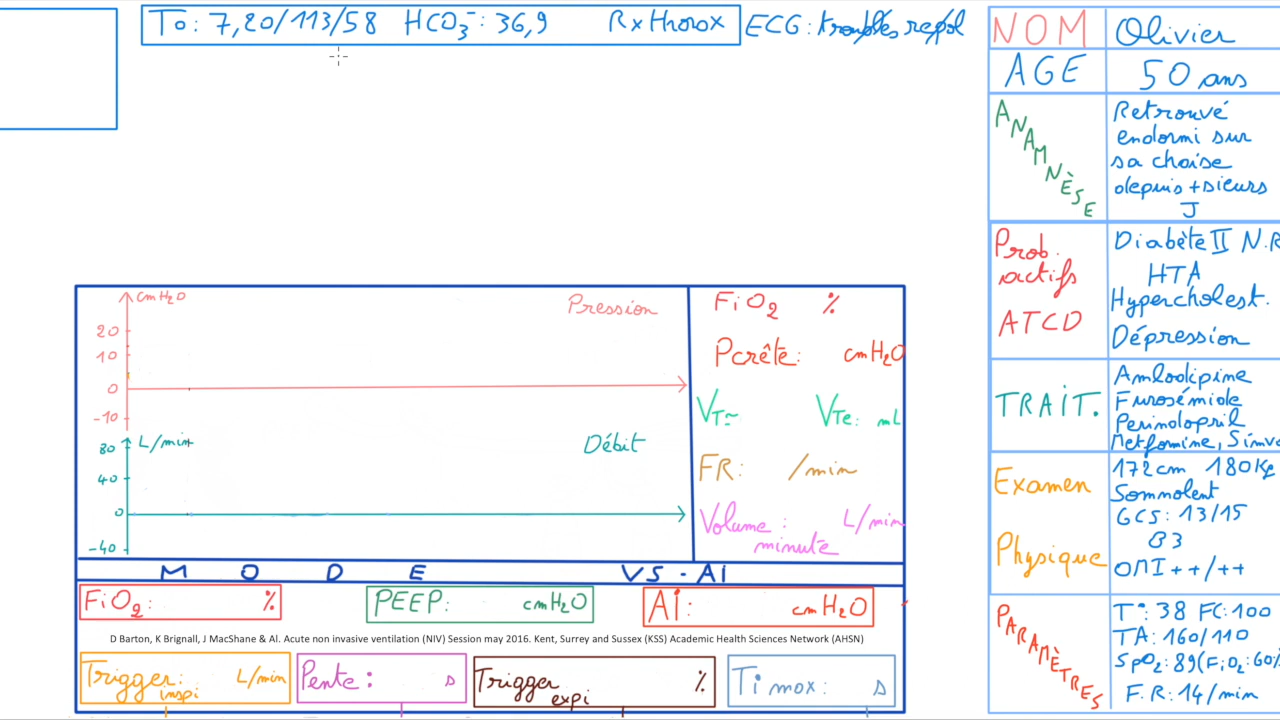 To: 7,20/113/58 HCO3-: 36,9 Rx thorax
ECG: troubles repol
NOM Olivier
AGE 50 ans
ANAMNÈSE
Retrouvé
endormi sur
sa chaise
depuis +sieurs
J
Prob.
actifs
ATCD
Diabète II N.R
HTA
Hypercholest.
Dépression
TRAIT.
Amlodipine
Furosémide
Perindopril
Metformine, Simva
Examen
Physique
172cm 180Kg
Somnolent
GCS: 13/15
B3
OMI ++/++
PARAMÈTRES
T°: 38 FC: 100
TA: 160/110
SpO2: 89(FiO2: 60%
F.R: 14/min
cmH2O
Pression
20
10
0
-10
80 L/min
Débit
40
0
-40
FiO2 %
Pcrête: cmH2O
VT~ VTe: mL
FR: /min
Volume: L/min
minute
MODE VS-AI
FiO2: % PEEP: cmH2O AI: cmH2O
D Barton, K Brignall, J MacShane & Al. Acute non invasive ventilation (NIV) Session may 2016. Kent, Surrey and Sussex (KSS) Academic Health Sciences Network (AHSN)
Trigger: L/min
inspi
Pente: s
Trigger %
expi
Ti max: s